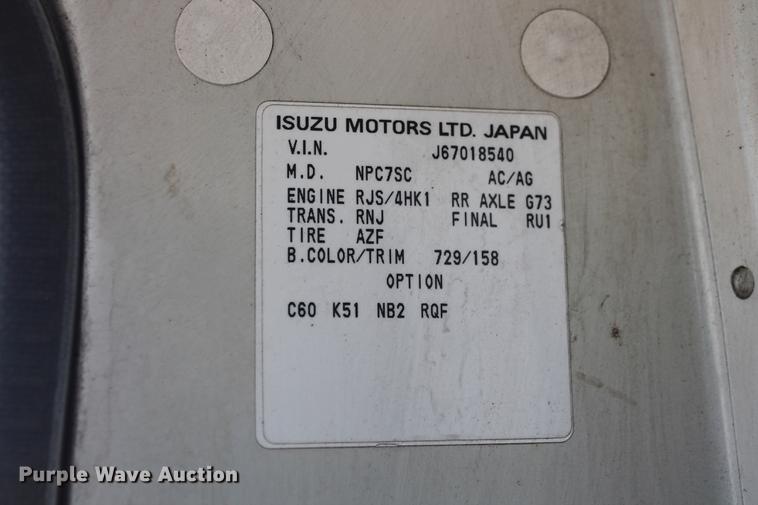 ISUZU MOTORS LTD. JAPAN
V.I.N. J67018540
M.D. NPC7SC AC/AG
ENGINE RJS/4HK1 RR AXLE G73
TRANS. RNJ FINAL RU1
TIRE AZF
B.COLOR/TRIM 729/158
OPTION
C60 K51 NB2 RQF
Purple Wave Auction